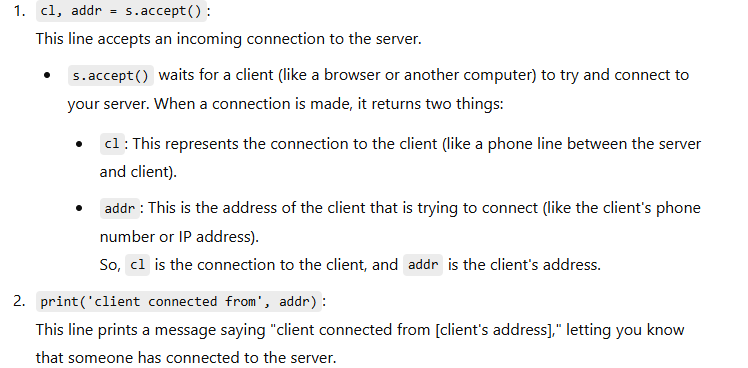 1. cl, addr = s.accept() :
This line accepts an incoming connection to the server.
• s.accept() waits for a client (like a browser or another computer) to try and connect to
your server. When a connection is made, it returns two things:
• cl : This represents the connection to the client (like a phone line between the server
and client).
• addr : This is the address of the client that is trying to connect (like the client's phone
number or IP address).
So, cl is the connection to the client, and addr is the client's address.
2. print('client connected from', addr) :
This line prints a message saying "client connected from [client's address]," letting you know
that someone has connected to the server.